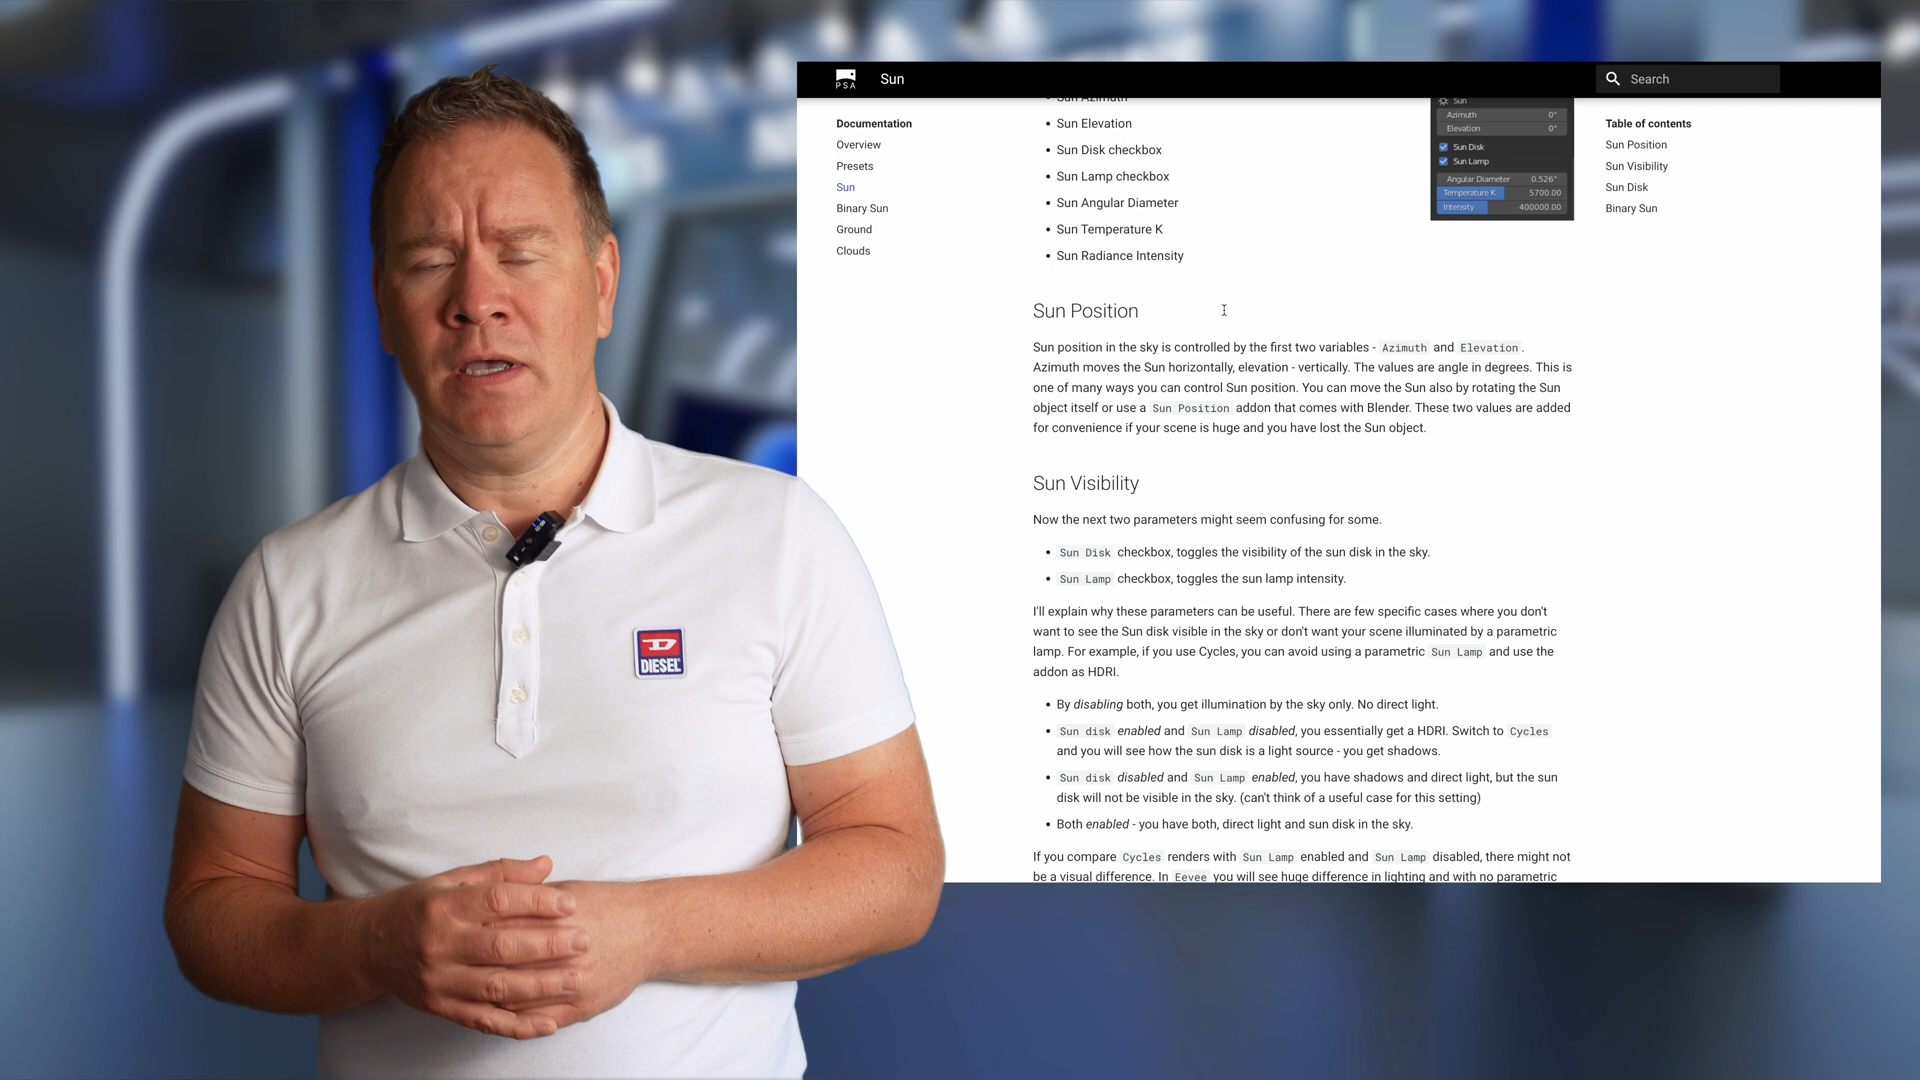 PSA
Sun
Search
Documentation
Overview
Presets
Sun
Binary Sun
Ground
Clouds
• Sun Azimuth
• Sun Elevation
• Sun Disk checkbox
• Sun Lamp checkbox
• Sun Angular Diameter
• Sun Temperature K
• Sun Radiance Intensity
Sun
Azimuth 0°
Elevation 0°
Sun Disk
Sun Lamp
Angular Diameter 0.526°
Temperature K 5700.00
Intensity 400000.00
Table of contents
Sun Position
Sun Visibility
Sun Disk
Binary Sun
Sun Position
Sun position in the sky is controlled by the first two variables - Azimuth and Elevation.
Azimuth moves the Sun horizontally, elevation - vertically. The values are angle in degrees. This is
one of many ways you can control Sun position. You can move the Sun also by rotating the Sun
object itself or use a Sun Position addon that comes with Blender. These two values are added
for convenience if your scene is huge and you have lost the Sun object.
Sun Visibility
Now the next two parameters might seem confusing for some.
• Sun Disk checkbox, toggles the visibility of the sun disk in the sky.
• Sun Lamp checkbox, toggles the sun lamp intensity.
I'll explain why these parameters can be useful. There are few specific cases where you don't
want to see the Sun disk visible in the sky or don't want your scene illuminated by a parametric
lamp. For example, if you use Cycles, you can avoid using a parametric Sun Lamp and use the
addon as HDRI.
• By disabling both, you get illumination by the sky only. No direct light.
• Sun disk enabled and Sun Lamp disabled, you essentially get a HDRI. Switch to Cycles
and you will see how the sun disk is a light source - you get shadows.
• Sun disk disabled and Sun Lamp enabled, you have shadows and direct light, but the sun
disk will not be visible in the sky. (can't think of a useful case for this setting)
• Both enabled - you have both, direct light and sun disk in the sky.
If you compare Cycles renders with Sun Lamp enabled and Sun Lamp disabled, there might not
be a visual difference. In Eevee you will see huge difference in lighting and with no parametric
DIESEL